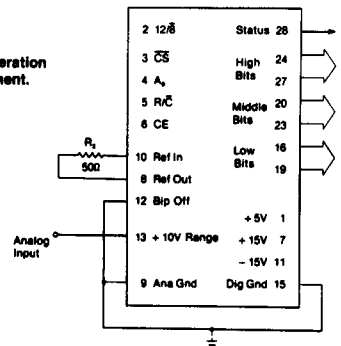 eration
ment.
2 12/8̅
3 C̅S̅
4 Aₒ
5 R/C̅
6 CE
R₂
50Ω
10 Ref In
8 Ref Out
12 Bip Off
Analog
Input
13 +10V Range
9 Ana Gnd
Status 28
High
Bits
24
27
Middle
Bits
20
23
Low
Bits
16
19
+5V 1
+15V 7
−15V 11
Dig Gnd 15